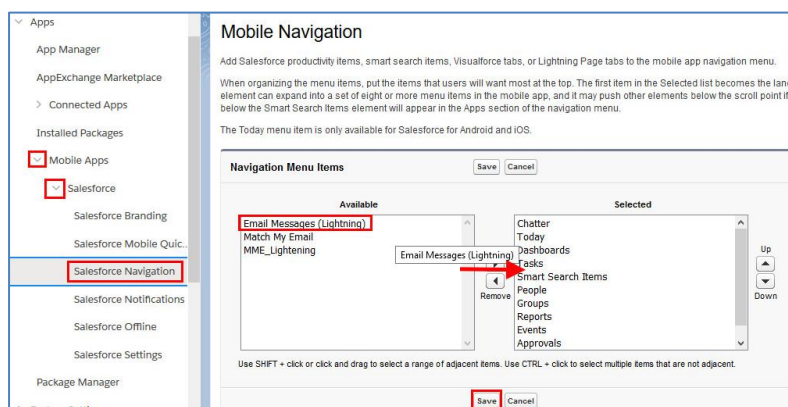 Apps
App Manager
AppExchange Marketplace
Connected Apps
Installed Packages
Mobile Apps
Salesforce
Salesforce Branding
Salesforce Mobile Quic...
Salesforce Navigation
Salesforce Notifications
Salesforce Offline
Salesforce Settings
Package Manager
Mobile Navigation
Add Salesforce productivity items, smart search items, Visualforce tabs, or Lightning Page tabs to the mobile app navigation menu.
When organizing the menu items, put the items that users will want most at the top. The first item in the Selected list becomes the lan
element can expand into a set of eight or more menu items in the mobile app, and it may push other elements below the scroll point if
below the Smart Search Items element will appear in the Apps section of the navigation menu.
The Today menu item is only available for Salesforce for Android and iOS.
Navigation Menu Items
Save Cancel
Available
Email Messages (Lightning)
Match My Email
MME_Lightening
Email Messages (Lightning)
Remove
Selected
Chatter
Today
Dashboards
Tasks
Smart Search Items
People
Groups
Reports
Events
Approvals
Up
Down
Use SHIFT + click or click and drag to select a range of adjacent items. Use CTRL + click to select multiple items that are not adjacent.
Save Cancel